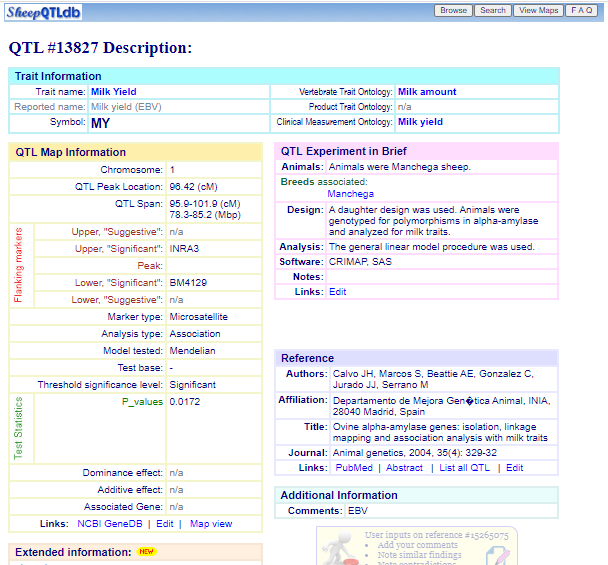 SheepQTLdb
Browse Search View Maps F A Q
QTL #13827 Description:
Trait Information
Trait name: Milk Yield Vertebrate Trait Ontology: Milk amount
Reported name: Milk yield (EBV) Product Trait Ontology: n/a
Symbol: MY Clinical Measurement Ontology: Milk yield
QTL Map Information
Chromosome: 1
QTL Peak Location: 96.42 (cM)
QTL Span: 95.9-101.9 (cM)
78.3-85.2 (Mbp)
Flanking markers
Upper, "Suggestive": n/a
Upper, "Significant": INRA3
Peak:
Lower, "Significant": BM4129
Lower, "Suggestive": n/a
Marker type: Microsatellite
Analysis type: Association
Model tested: Mendelian
Test base: -
Threshold significance level: Significant
Test Statistics
P_values 0.0172
Dominance effect: n/a
Additive effect: n/a
Associated Gene: n/a
Links: NCBI GeneDB | Edit | Map view
Extended information: NEW
QTL Experiment in Brief
Animals: Animals were Manchega sheep.
Breeds associated:
Manchega
Design: A daughter design was used. Animals were
genotyped for polymorphisms in alpha-amylase
and analyzed for milk traits.
Analysis: The general linear model procedure was used.
Software: CRIMAP, SAS
Notes:
Links: Edit
Reference
Authors: Calvo JH, Marcos S, Beattie AE, Gonzalez C,
Jurado JJ, Serrano M
Affiliation: Departamento de Mejora Gen�tica Animal, INIA,
28040 Madrid, Spain
Title: Ovine alpha-amylase genes: isolation, linkage
mapping and association analysis with milk traits
Journal: Animal genetics, 2004, 35(4): 329-32
Links: PubMed | Abstract | List all QTL | Edit
Additional Information
Comments: EBV
User inputs on reference #15265075
• Add your comments
• Note similar findings
• Note contradictions